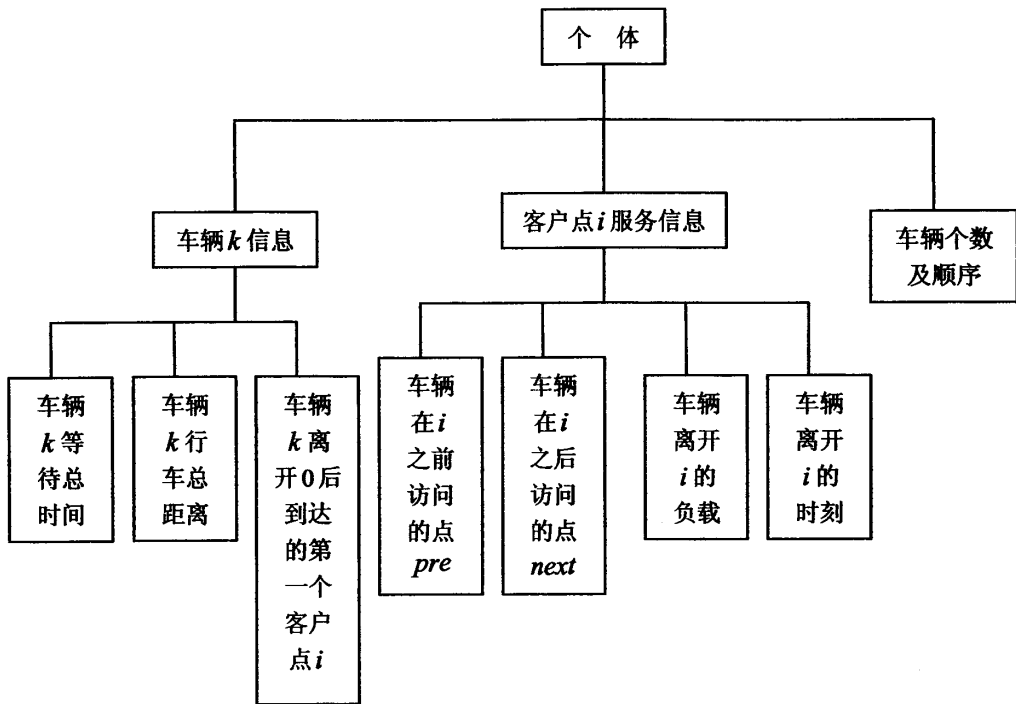 个 体
车辆k信息
客户点i服务信息
车辆个数
及顺序
车辆
k等
待总
时间
车辆
k行
车总
距离
车辆
k离
开0后
到达
的第
一个
客户
点i
车辆
在i
之前
访问
的点
pre
车辆
在i
之后
访问
的点
next
车辆
离开
i的
负载
车辆
离开
i的
时刻